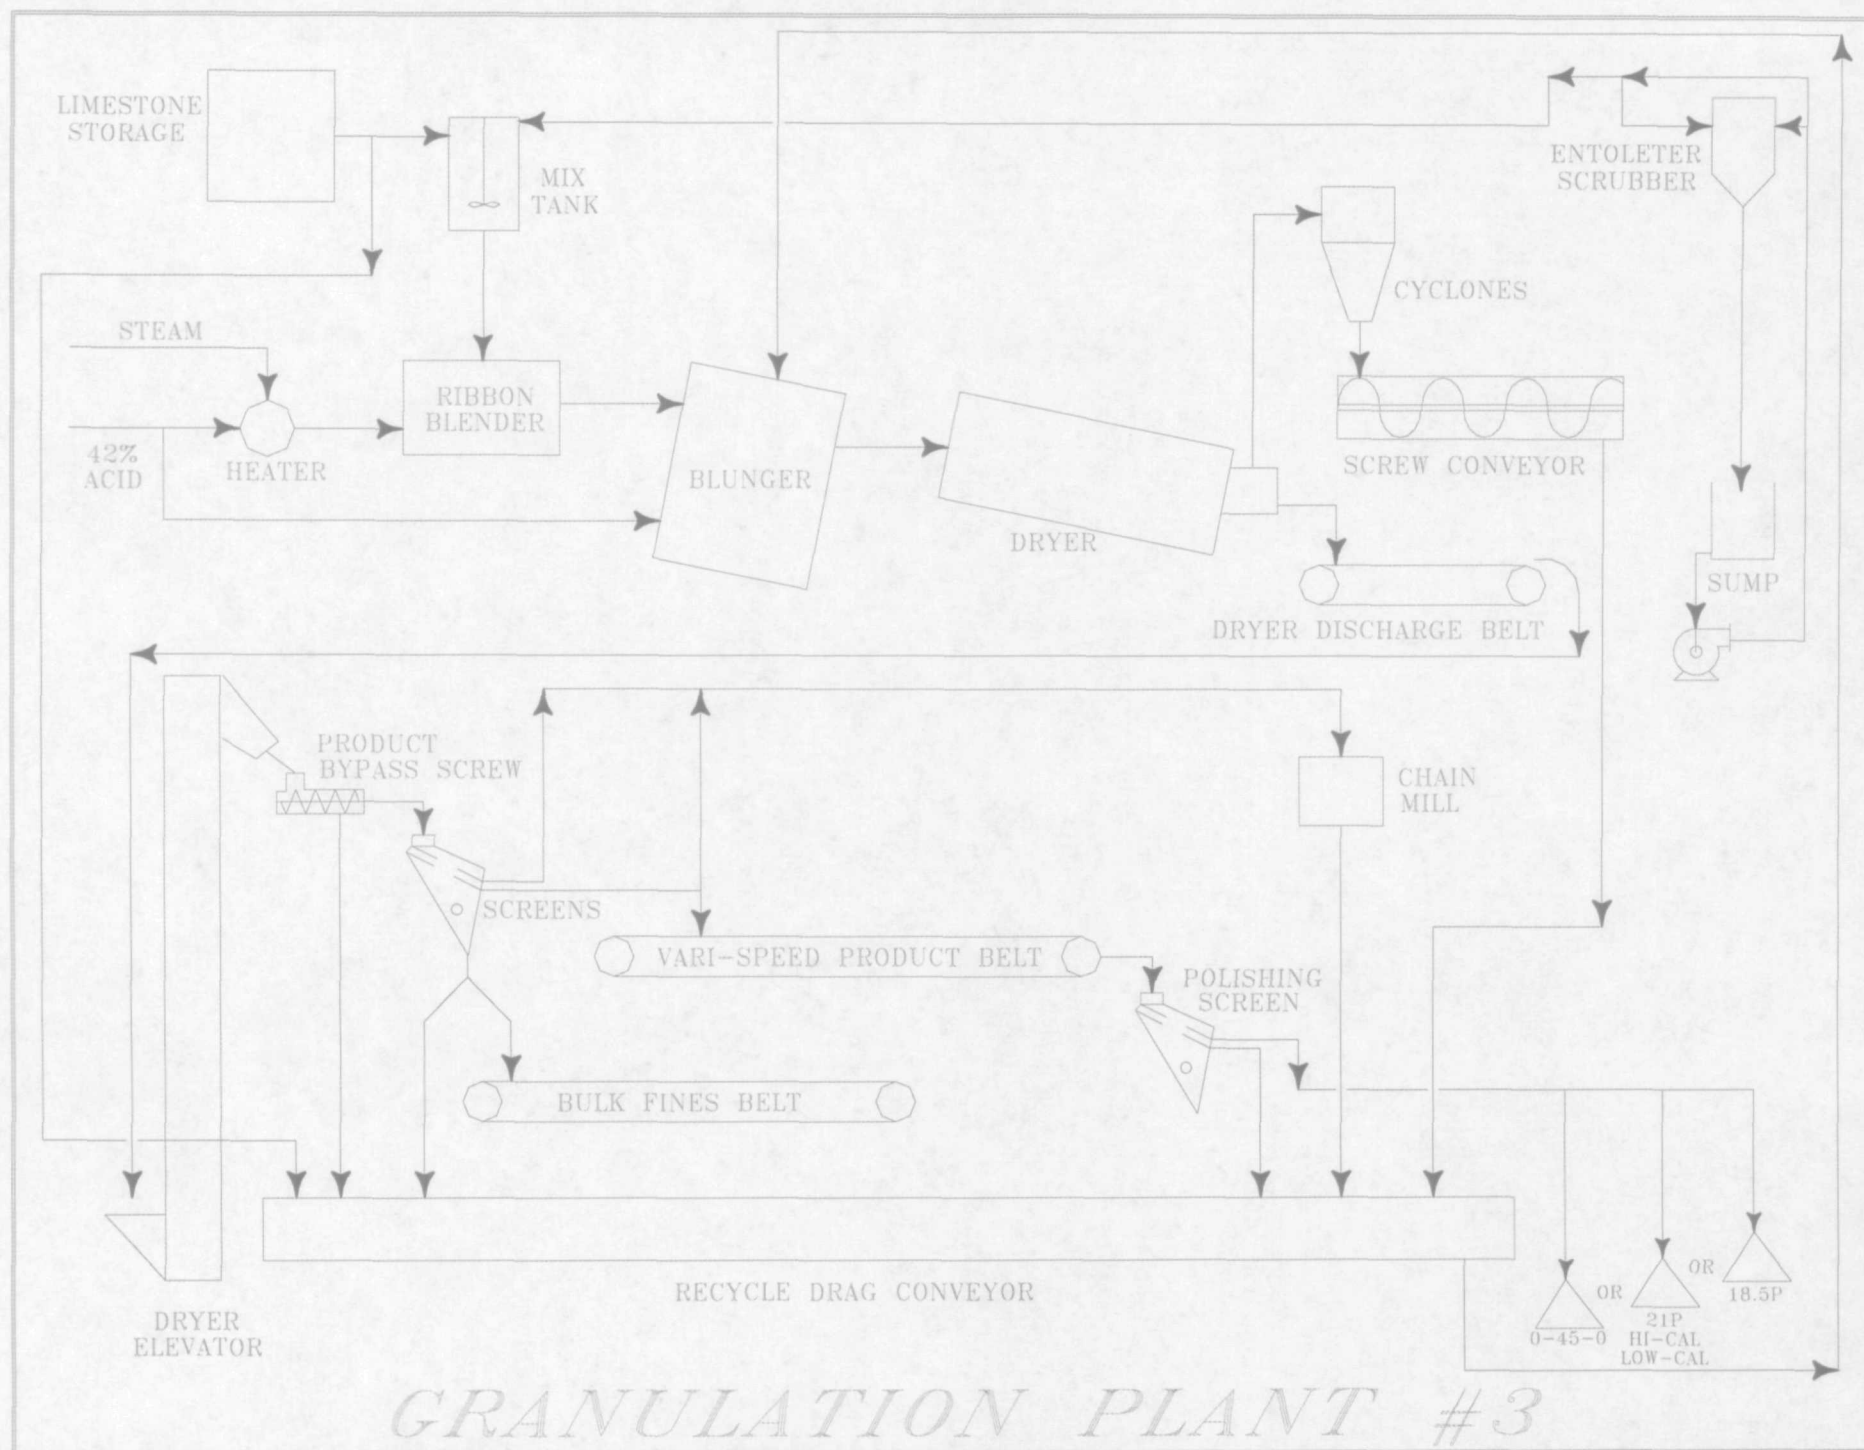 LIMESTONE
STORAGE
MIX
TANK
ENTOLETER
SCRUBBER
CYCLONES
STEAM
42%
ACID
HEATER
RIBBON
BLENDER
BLUNGER
DRYER
SCREW CONVEYOR
SUMP
DRYER DISCHARGE BELT
PRODUCT
BYPASS SCREW
CHAIN
MILL
SCREENS
VARI-SPEED PRODUCT BELT
POLISHING
SCREEN
BULK FINES BELT
RECYCLE DRAG CONVEYOR
DRYER
ELEVATOR
0-45-0
OR
21P
HI-CAL
LOW-CAL
OR
18.5P
GRANULATION PLANT #3